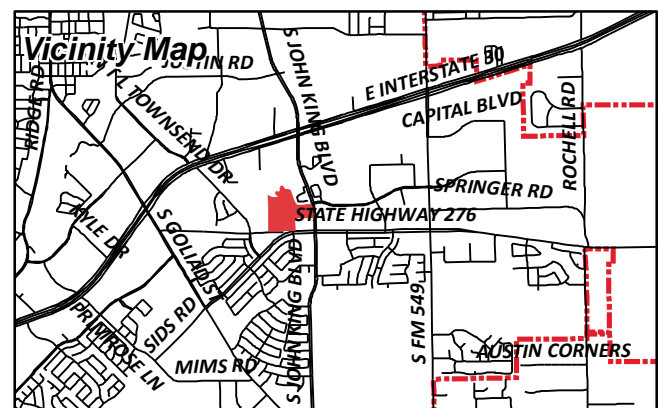 Vicinity Map
JUSTIN RD
S JOHN KING BLVD
E INTERSTATE 30
T L TOWNSEND DR
RIDGE RD
CAPITAL BLVD
ROCHELL RD
SPRINGER RD
STATE HIGHWAY 276
KYLE DR
S GOLIAD ST
SIDS RD
PRIMROSE LN
MIMS RD
S JOHN KING BLVD
S FM 549
AUSTIN CORNERS